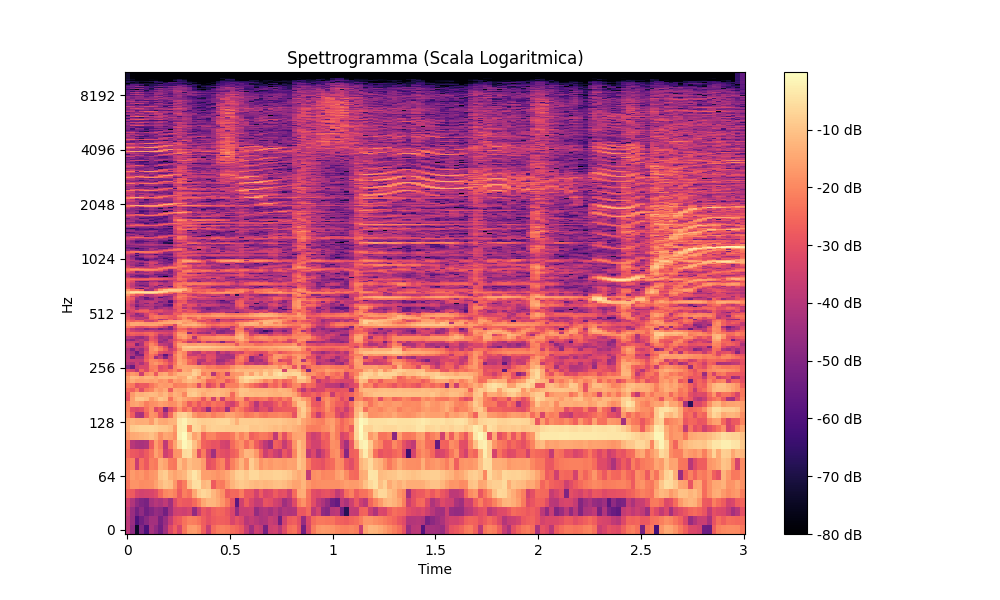 Spettrogramma (Scala Logaritmica)
8192
4096
2048
1024
512
256
128
64
0
Hz
0
0.5
1
1.5
2
2.5
3
Time
-10 dB
-20 dB
-30 dB
-40 dB
-50 dB
-60 dB
-70 dB
-80 dB